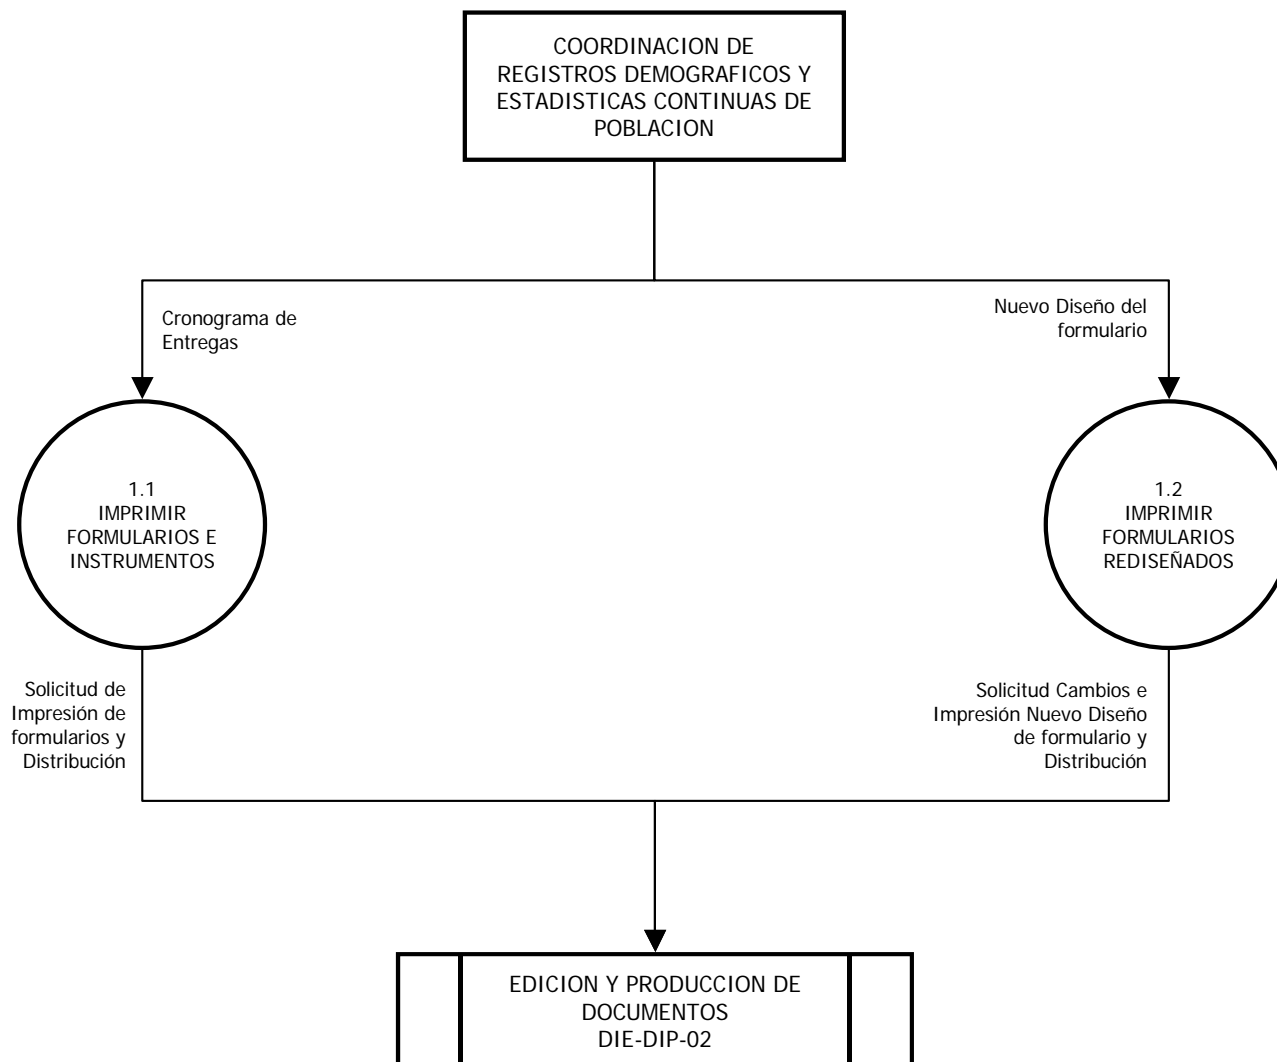 COORDINACION DE
REGISTROS DEMOGRAFICOS Y
ESTADISTICAS CONTINUAS DE
POBLACION
Cronograma de
Entregas
Nuevo Diseño del
formulario
1.1
IMPRIMIR
FORMULARIOS E
INSTRUMENTOS
1.2
IMPRIMIR
FORMULARIOS
REDISEÑADOS
Solicitud de
Impresión de
formularios y
Distribución
Solicitud Cambios e
Impresión Nuevo Diseño
de formulario y
Distribución
EDICION Y PRODUCCION DE
DOCUMENTOS
DIE-DIP-02